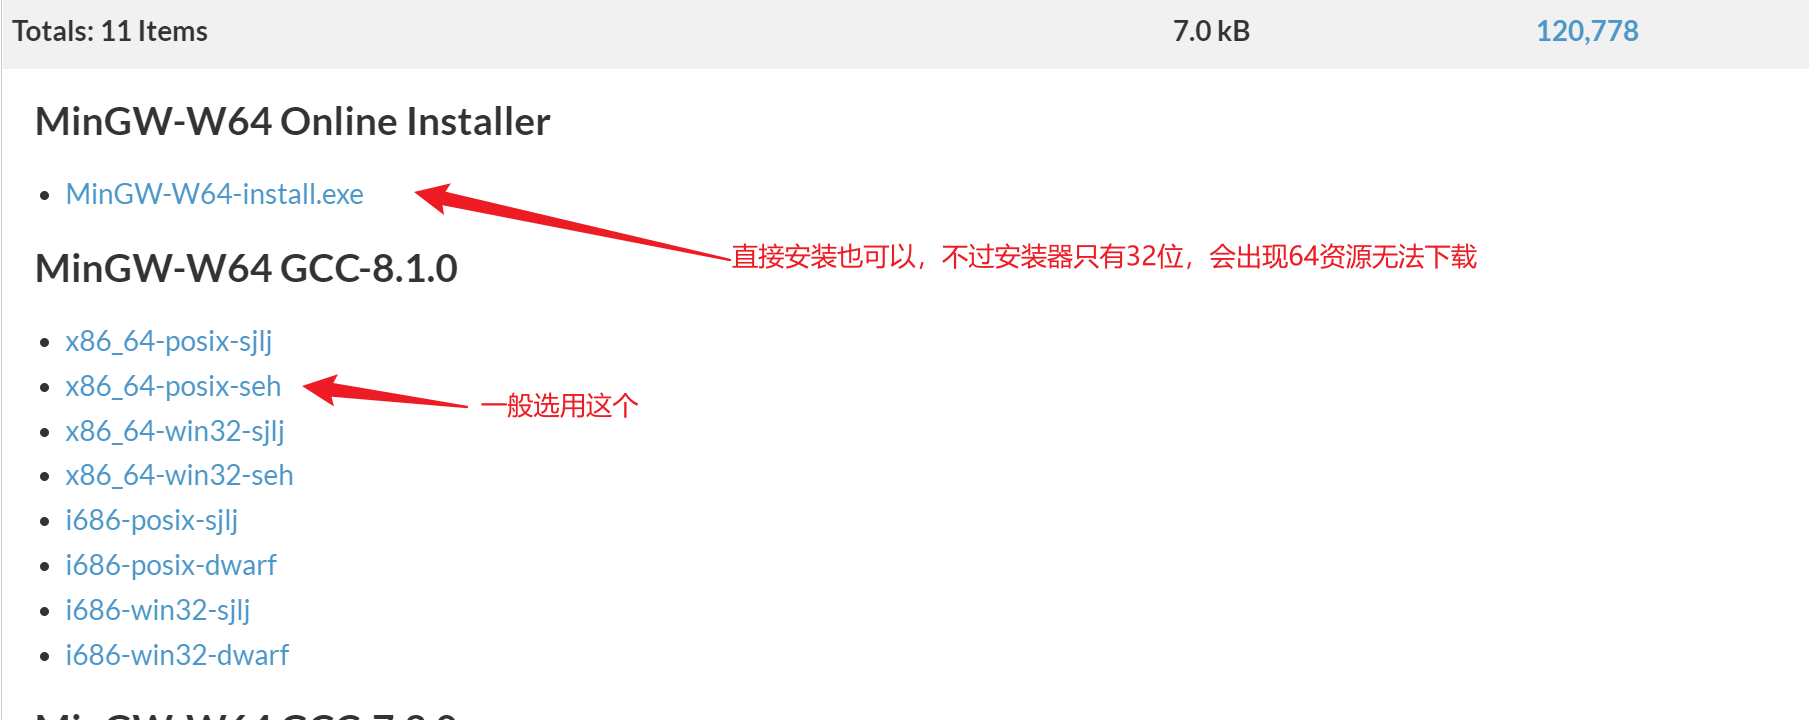 Totals: 11 Items 7.0 kB 120,778
MinGW-W64 Online Installer
MinGW-W64-install.exe
直接安装也可以，不过安装器只有32位，会出现64资源无法下载
MinGW-W64 GCC-8.1.0
x86_64-posix-sjlj
x86_64-posix-seh
一般选用这个
x86_64-win32-sjlj
x86_64-win32-seh
i686-posix-sjlj
i686-posix-dwarf
i686-win32-sjlj
i686-win32-dwarf